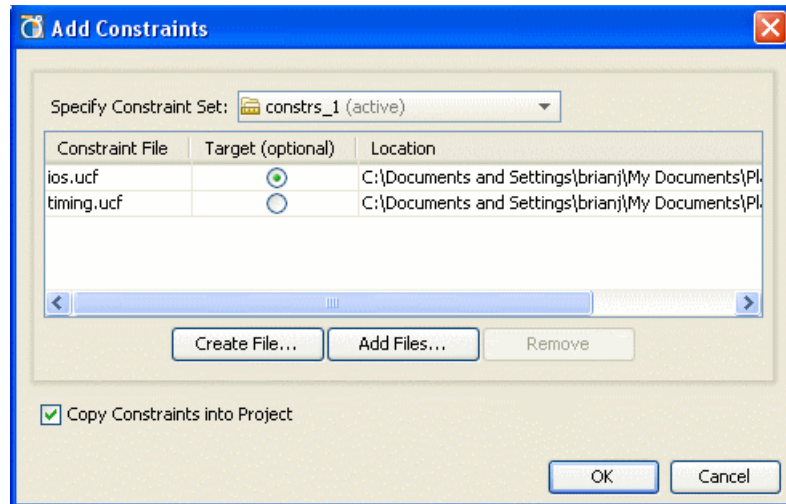 Add Constraints
Specify Constraint Set: constrs_1 (active)
Constraint File Target (optional) Location
ios.ucf C:\Documents and Settings\brianj\My Documents\Pl
timing.ucf C:\Documents and Settings\brianj\My Documents\Pl
Create File... Add Files... Remove
Copy Constraints into Project
OK Cancel